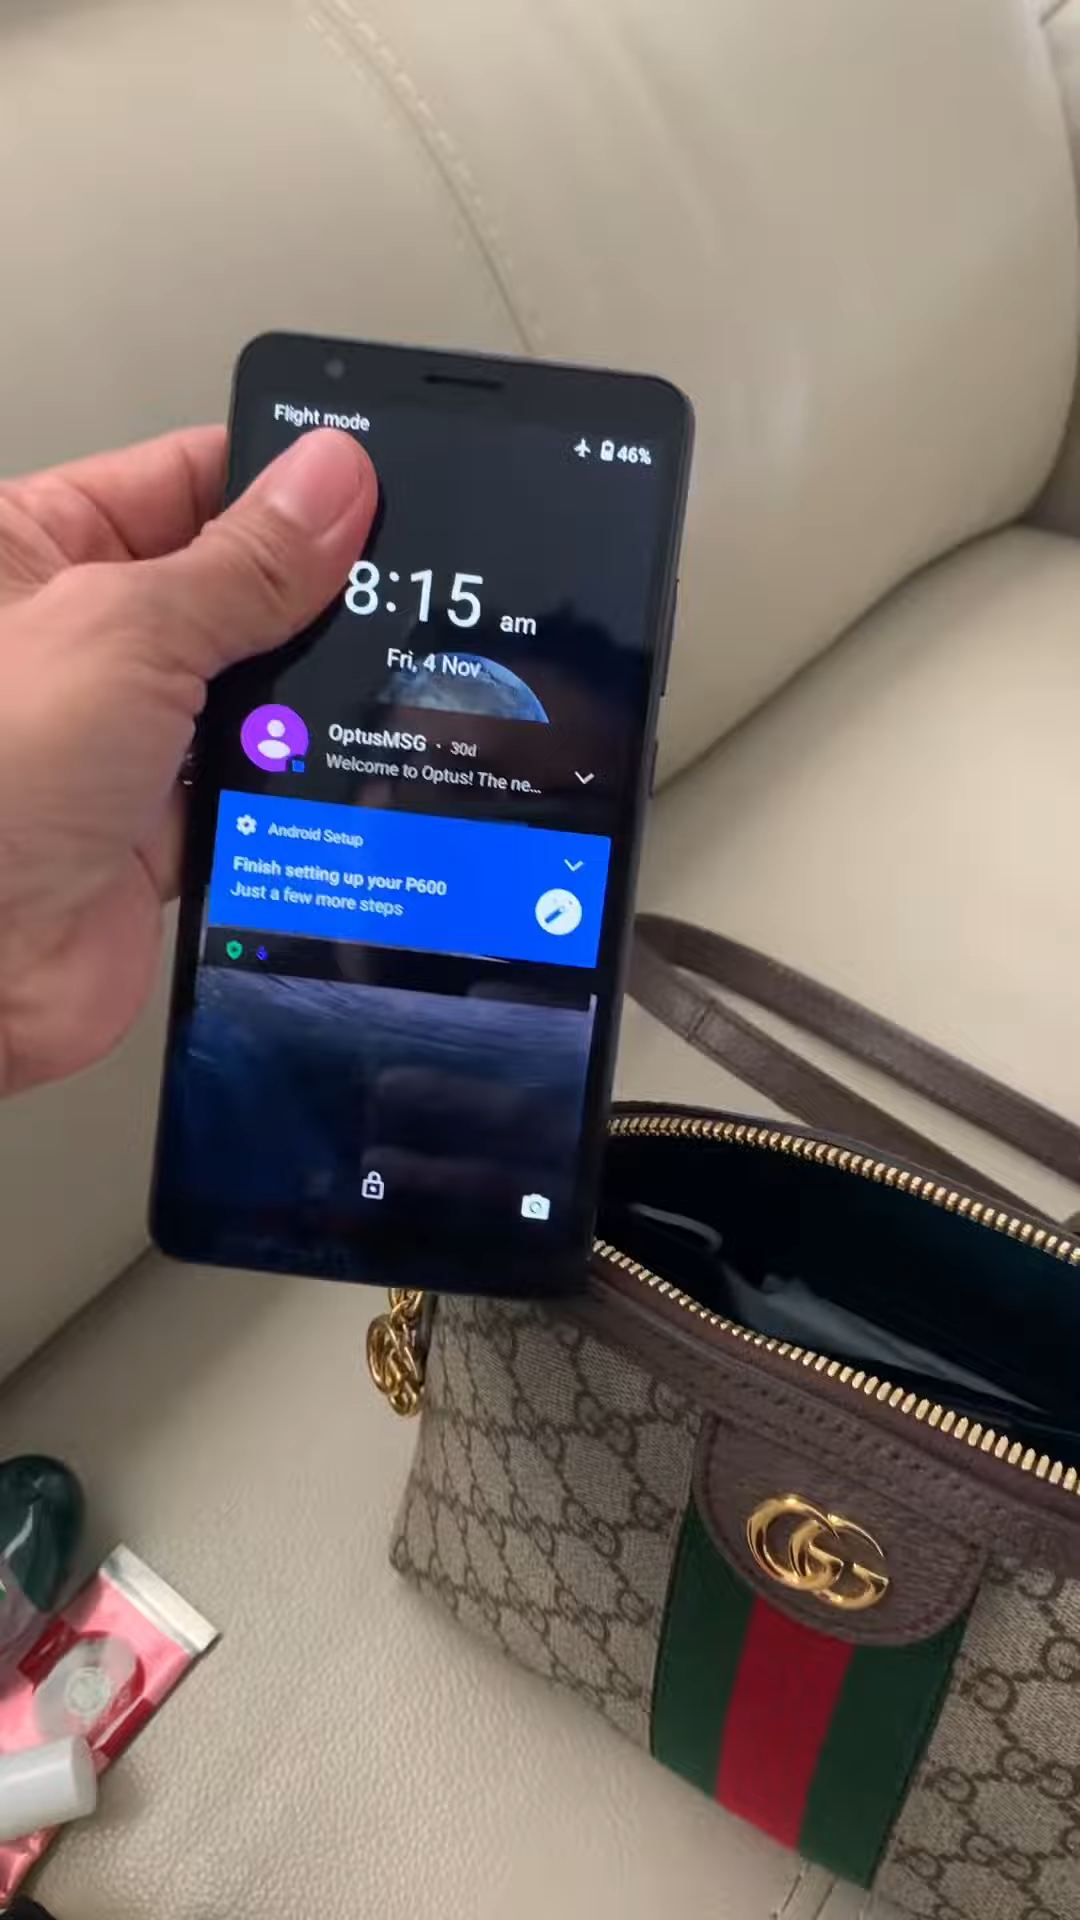 Flight mode
46%
8:15 am
Fri, 4 Nov
OptusMSG · 30d
Welcome to Optus! The ne...
Android Setup
Finish setting up your P600
Just a few more steps
GG